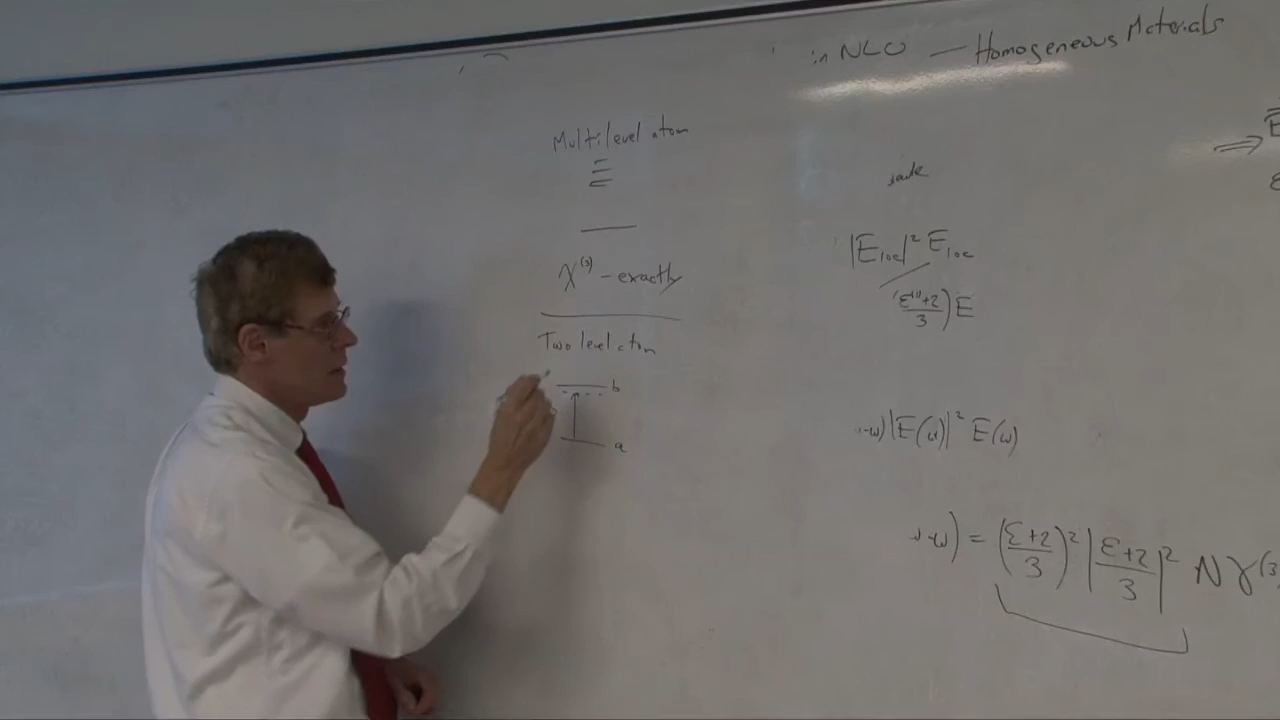 in NLO — Homogeneous Materials
Multilevel atom
χ⁽³⁾ - exactly
Two level atom
b
a
|E_loc|² E_loc
(ε⁽¹⁾+2)/3) E
-ω)|E(ω)|² E(ω)
-ω) = ((ε+2)/3)² |(ε+2)/3|² N γ⁽³
⇒ E
ε